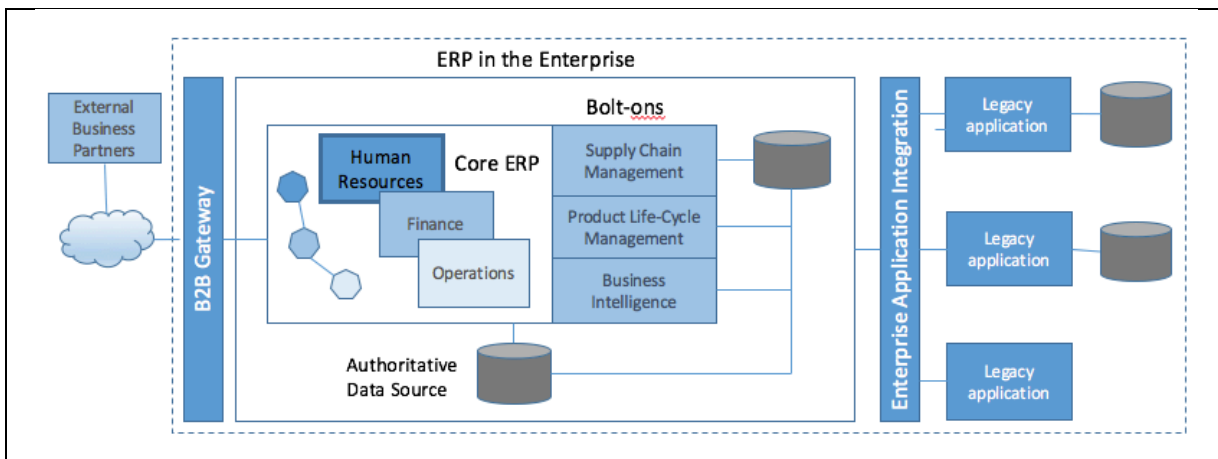 ERP in the Enterprise
External
Business
Partners
B2B Gateway
Bolt-ons
Human
Resources
Core ERP
Finance
Operations
Supply Chain
Management
Product Life-Cycle
Management
Business
Intelligence
Authoritative
Data Source
Enterprise Application Integration
Legacy
application
Legacy
application
Legacy
application